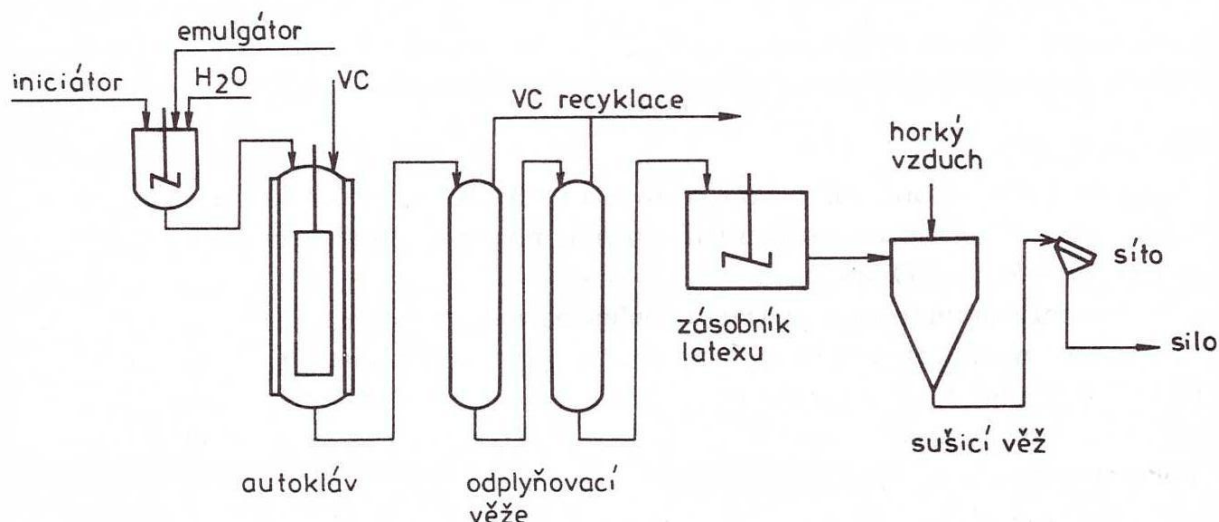 emulgátor
iniciátor
H2O
VC
VC recyklace
horký
vzduch
síto
zásobník
latexu
silo
sušicí věž
autokláv
odplyňovací
věže